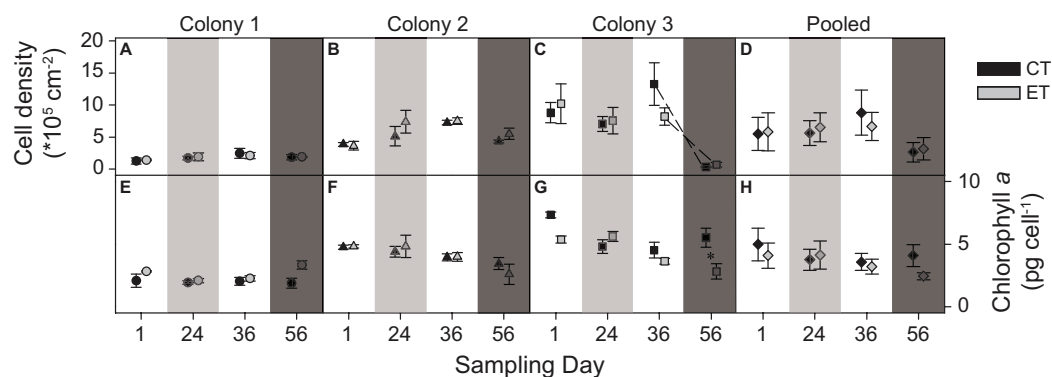 Colony 1 Colony 2 Colony 3 Pooled
A B C D
20
15
10
5
0
Cell density
(*10⁵ cm⁻²)
CT
ET
E F G H
*
10
5
0
Chlorophyll a
(pg cell⁻¹)
1 24 36 56 1 24 36 56 1 24 36 56 1 24 36 56
Sampling Day